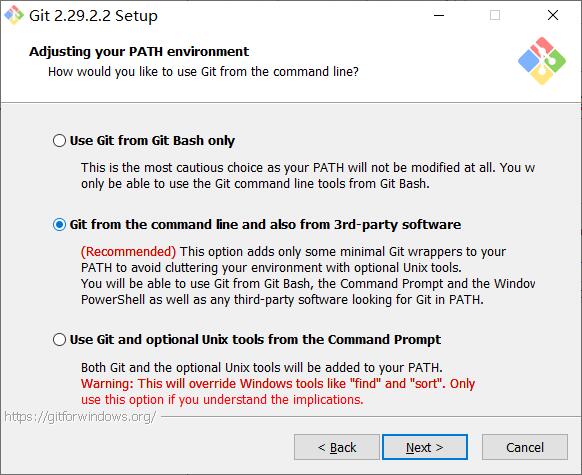 Git 2.29.2.2 Setup
Adjusting your PATH environment
How would you like to use Git from the command line?
Use Git from Git Bash only
This is the most cautious choice as your PATH will not be modified at all. You w
only be able to use the Git command line tools from Git Bash.
Git from the command line and also from 3rd-party software
(Recommended) This option adds only some minimal Git wrappers to your
PATH to avoid cluttering your environment with optional Unix tools.
You will be able to use Git from Git Bash, the Command Prompt and the Window
PowerShell as well as any third-party software looking for Git in PATH.
Use Git and optional Unix tools from the Command Prompt
Both Git and the optional Unix tools will be added to your PATH.
Warning: This will override Windows tools like "find" and "sort". Only
use this option if you understand the implications.
https://gitforwindows.org/
< Back
Next >
Cancel